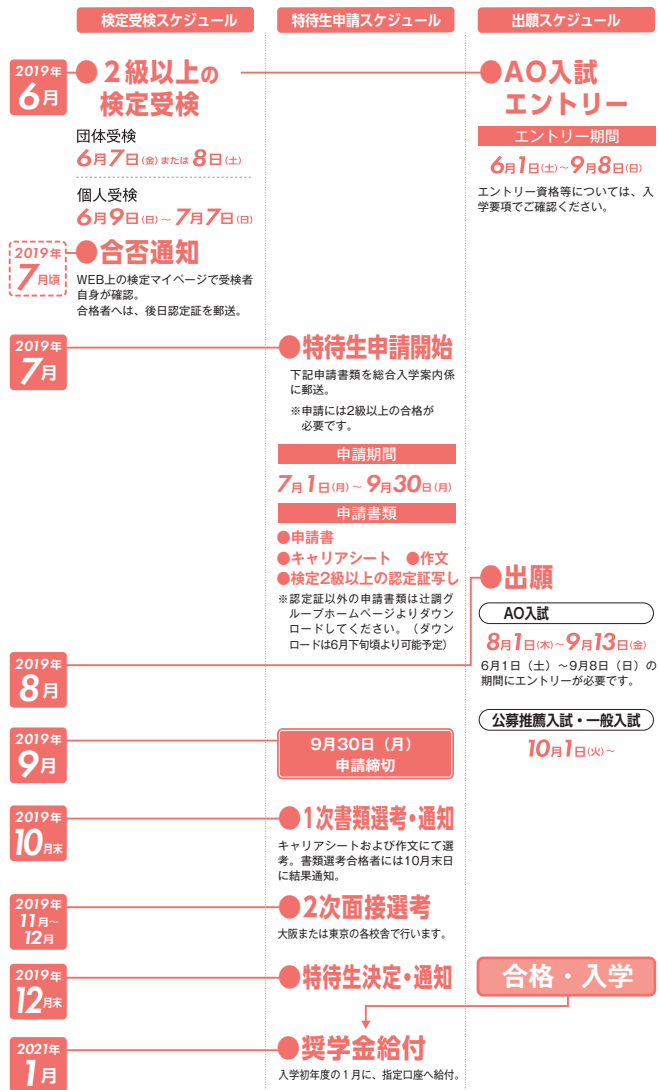 検定受検スケジュール
特待生申請スケジュール
出願スケジュール
2019年
6月
●2級以上の
検定受検
団体受検
6月7日(金)または8日(土)
個人受検
6月9日(日)～7月7日(日)
●AO入試
エントリー
エントリー期間
6月1日(土)～9月8日(日)
エントリー資格等については、入
学要項でご確認ください。
2019年
7月頃
●合否通知
WEB上の検定マイページで受検者
自身が確認。
合格者へは、後日認定証を郵送。
2019年
7月
●特待生申請開始
下記申請書類を総合入学案内係
に郵送。
※申請には2級以上の合格が
必要です。
申請期間
7月1日(月)～9月30日(月)
申請書類
●申請書
●キャリアシート ●作文
●検定2級以上の認定証写し
※認定証以外の申請書類は辻調グ
ループホームページよりダウン
ロードしてください。（ダウン
ロードは6月下旬頃より可能予定）
●出願
AO入試
8月1日(木)～9月13日(金)
6月1日（土）～9月8日（日）の
期間にエントリーが必要です。
公募推薦入試・一般入試
10月1日(火)～
2019年
8月
2019年
9月
9月30日（月）
申請締切
2019年
10月末
●1次書類選考・通知
キャリアシートおよび作文にて選
考。書類選考合格者には10月末日
に結果通知。
2019年
11月～
12月
●2次面接選考
大阪または東京の各校舎で行います。
2019年
12月末
●特待生決定・通知
合格・入学
2021年
1月
●奨学金給付
入学初年度の1月に、指定口座へ給付。